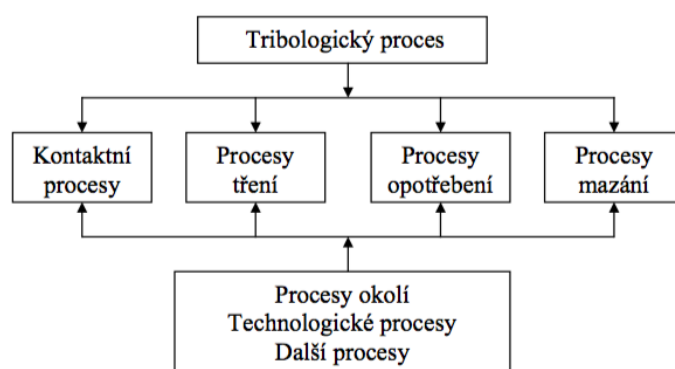 Tribologický proces
Kontaktní
procesy
Procesy
tření
Procesy
opotřebení
Procesy
mazání
Procesy okolí
Technologické procesy
Další procesy